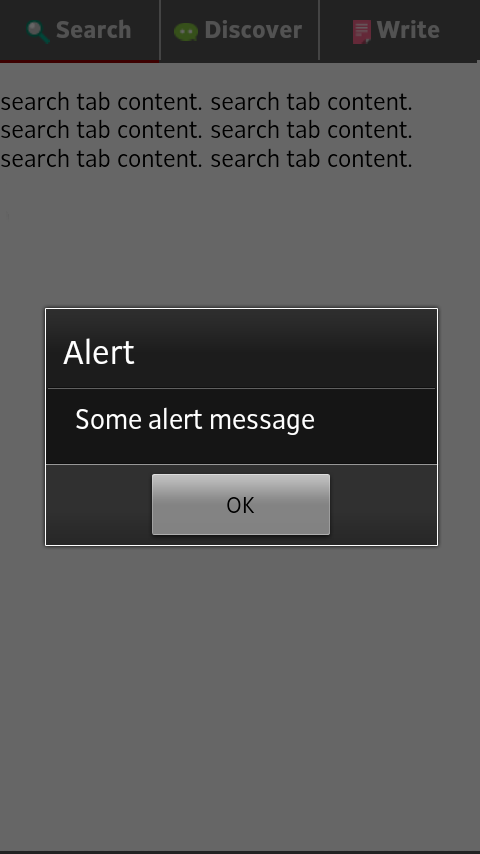 Search Discover Write
search tab content. search tab content.
search tab content. search tab content.
search tab content. search tab content.
Alert
Some alert message
OK